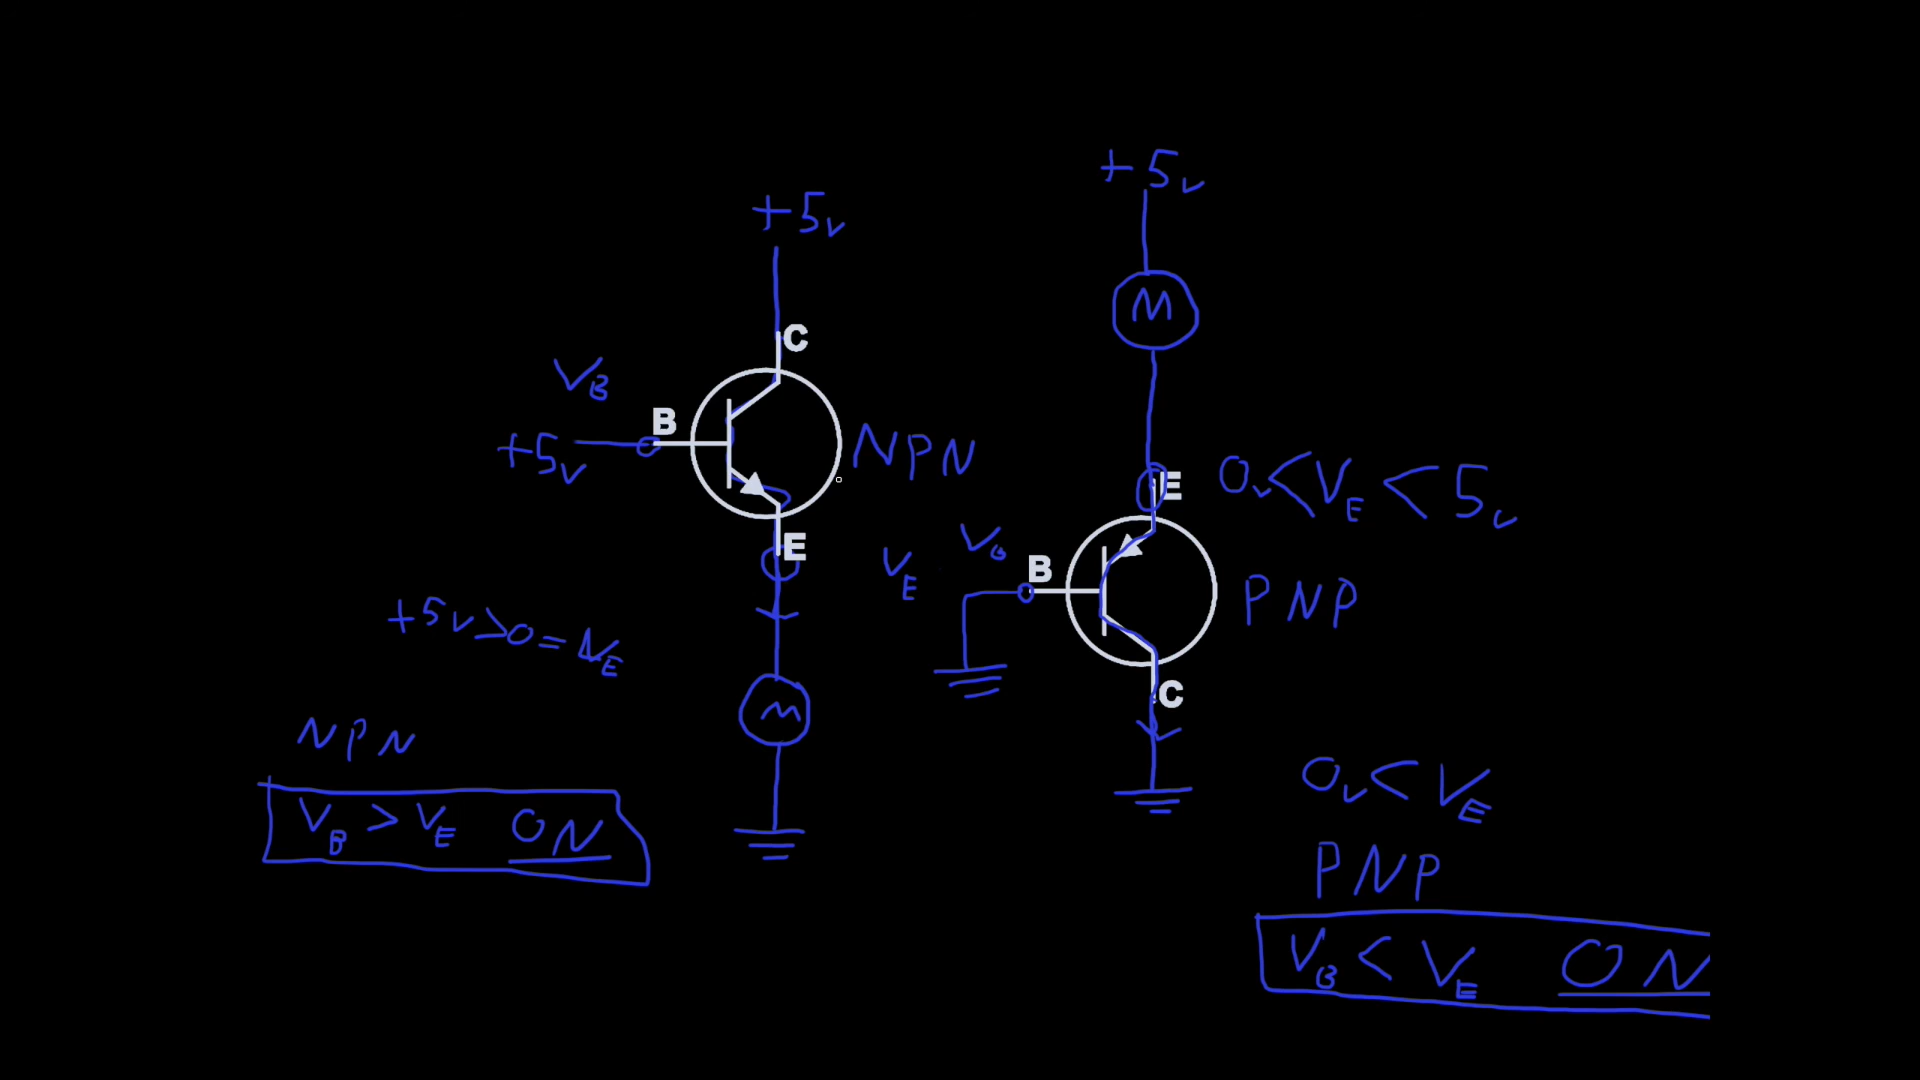 +5v
C
VB
B
+5v
NPN
E
VE
+5v>0=VE
M
NPN
VB > VE ON
+5v
M
E
0v<VE<5v
VB
B
PNP
C
0v<VE
PNP
VB < VE ON